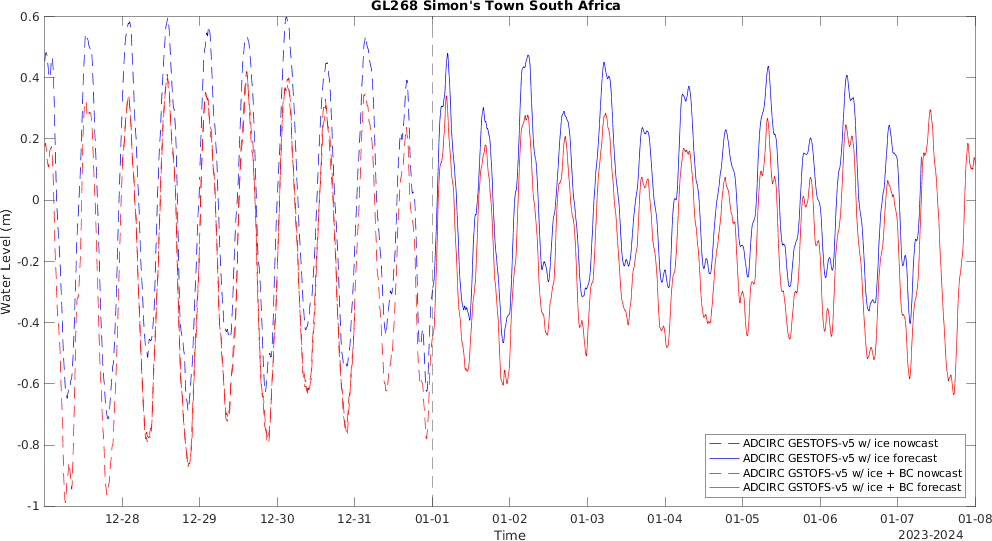 GL268 Simon's Town South Africa
0.6
0.4
0.2
0
-0.2
-0.4
-0.6
-0.8
-1
Water Level (m)
12-28 12-29 12-30 12-31 01-01 01-02 01-03 01-04 01-05 01-06 01-07 01-08
Time
2023-2024
ADCIRC GESTOFS-v5 w/ ice nowcast
ADCIRC GESTOFS-v5 w/ ice forecast
ADCIRC GSTOFS-v5 w/ ice + BC nowcast
ADCIRC GSTOFS-v5 w/ ice + BC forecast